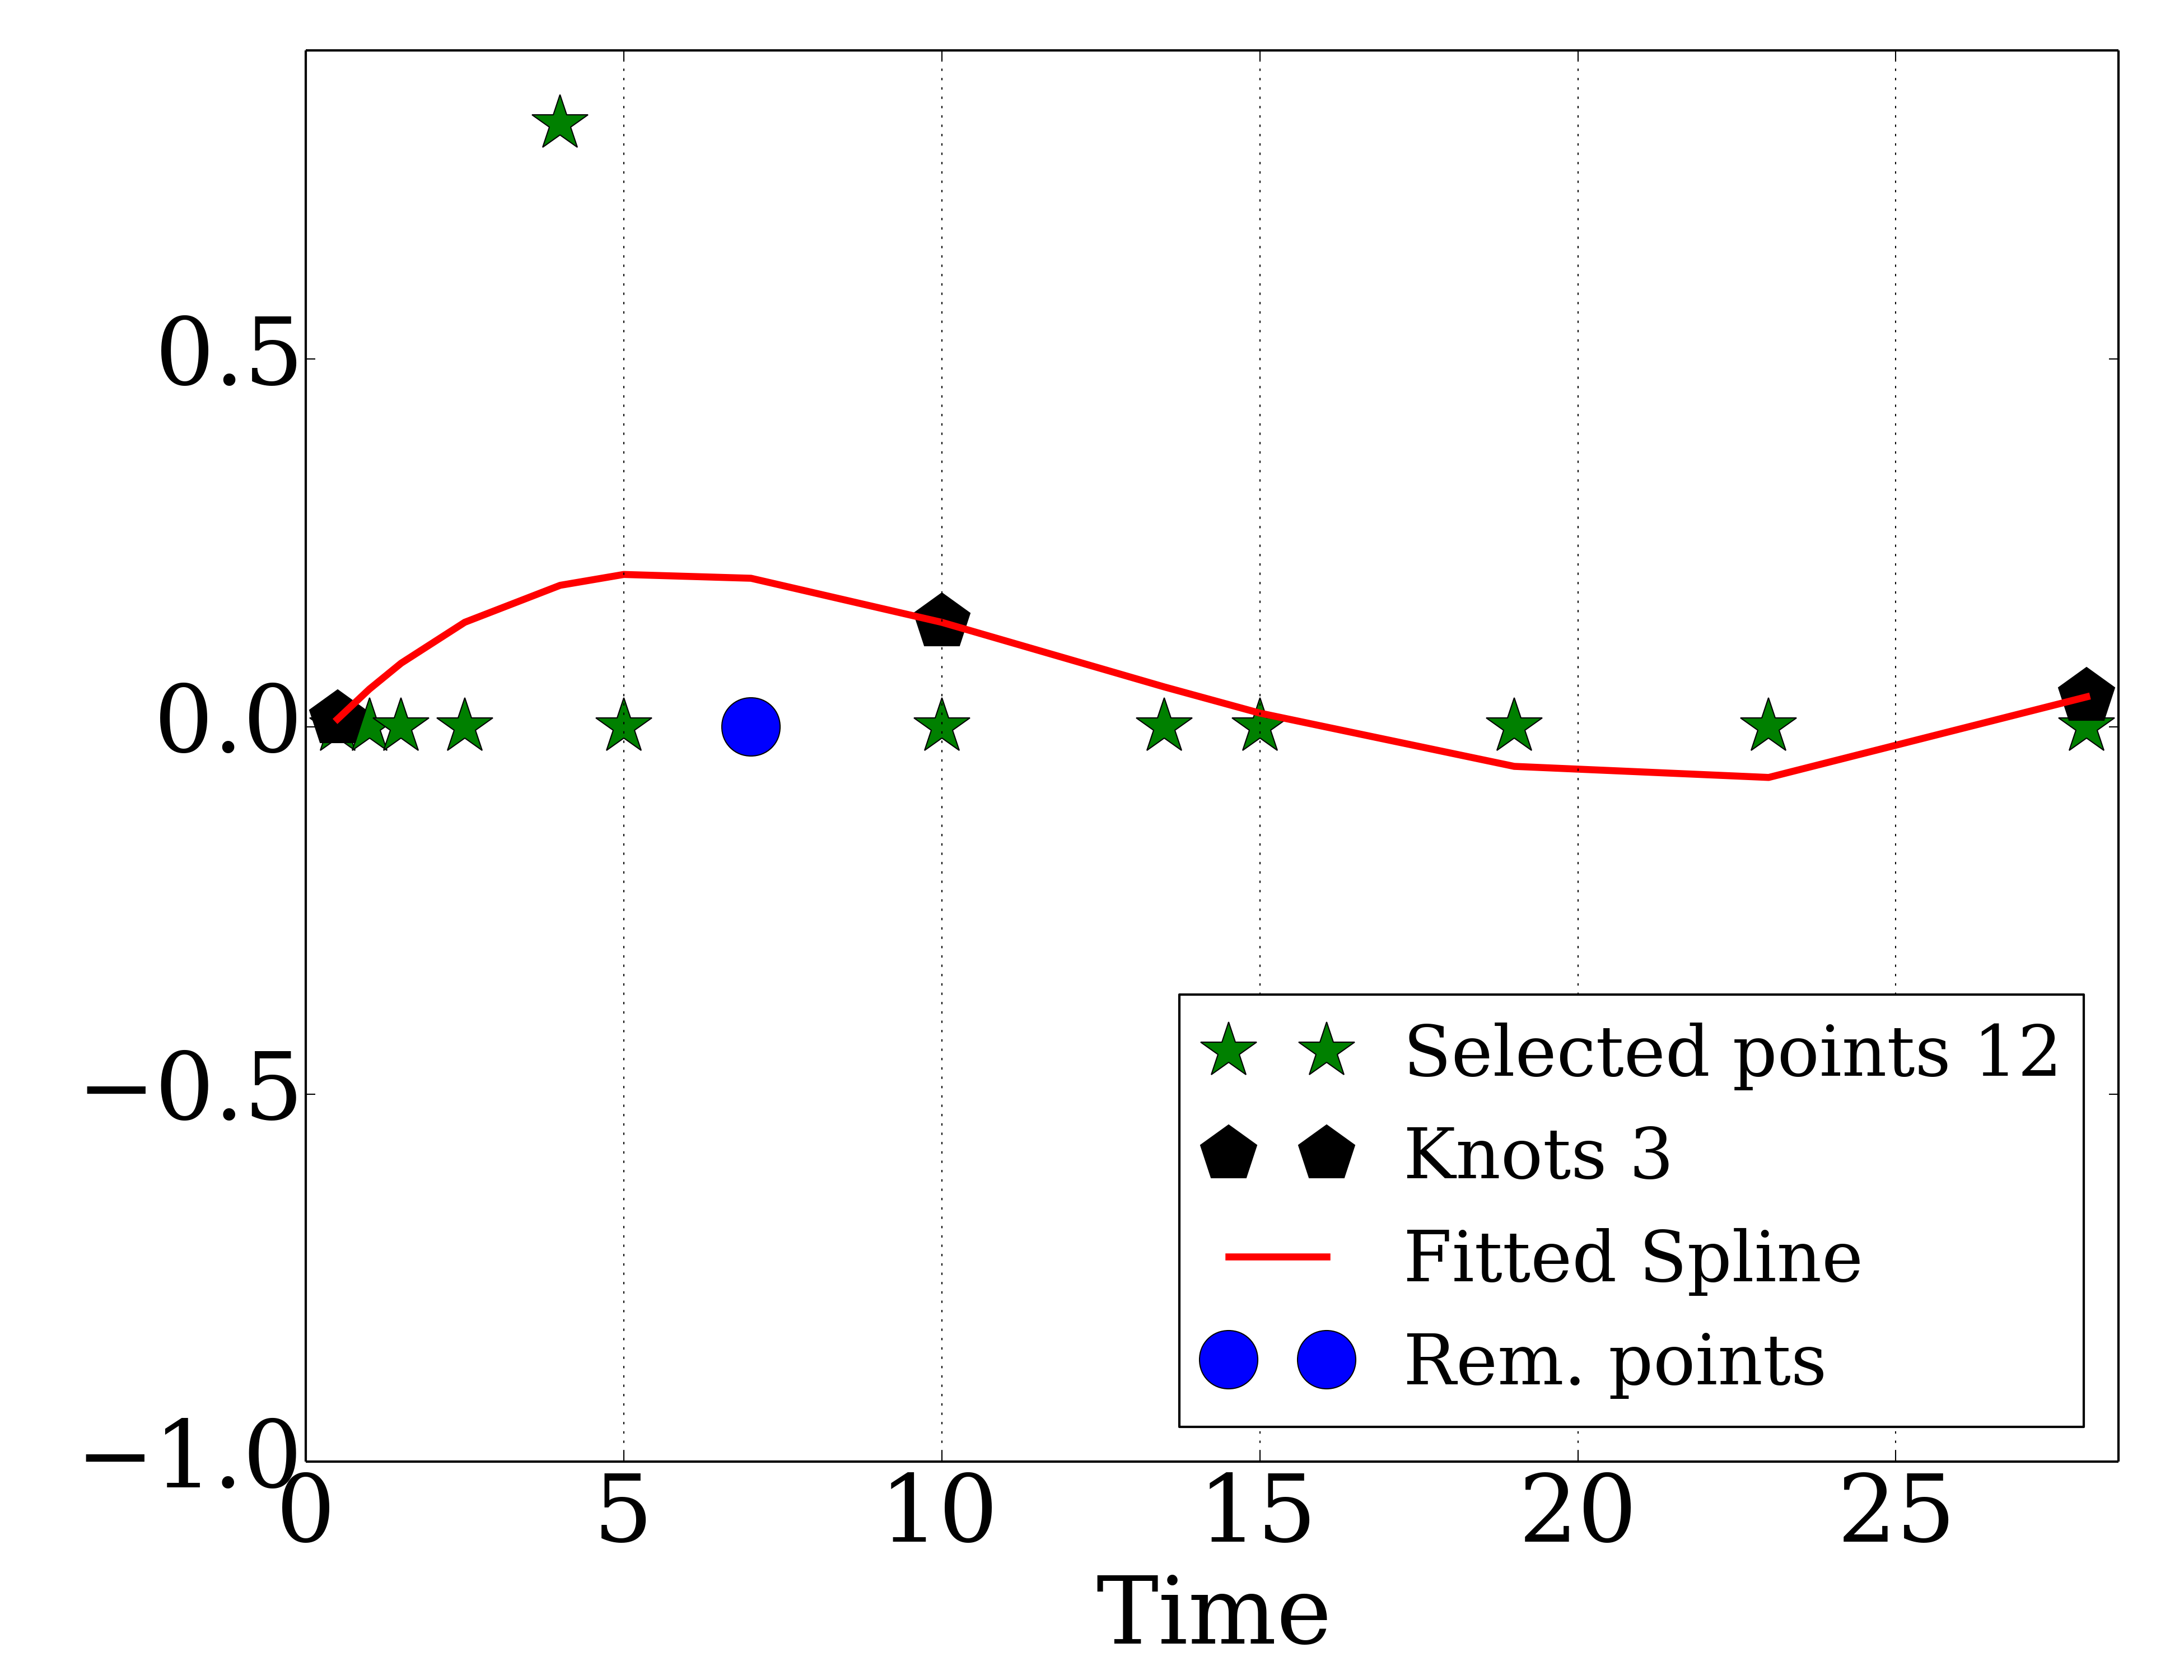 0.5
0.0
−0.5
−1.0
Selected points 12
Knots 3
Fitted Spline
Rem. points
0 5 10 15 20 25
Time